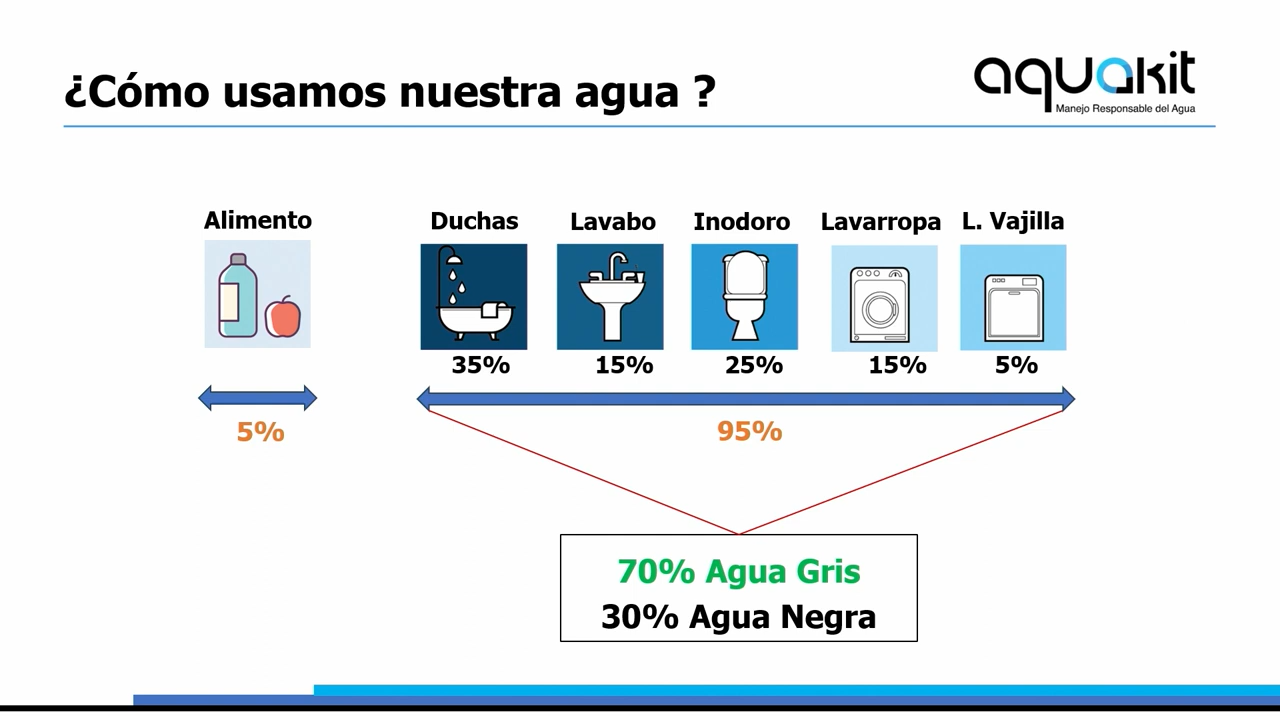 ¿Cómo usamos nuestra agua ?
aquakit
Manejo Responsable del Agua
Alimento
Duchas
Lavabo
Inodoro
Lavarropa
L. Vajilla
35%
15%
25%
15%
5%
5%
95%
70% Agua Gris
30% Agua Negra